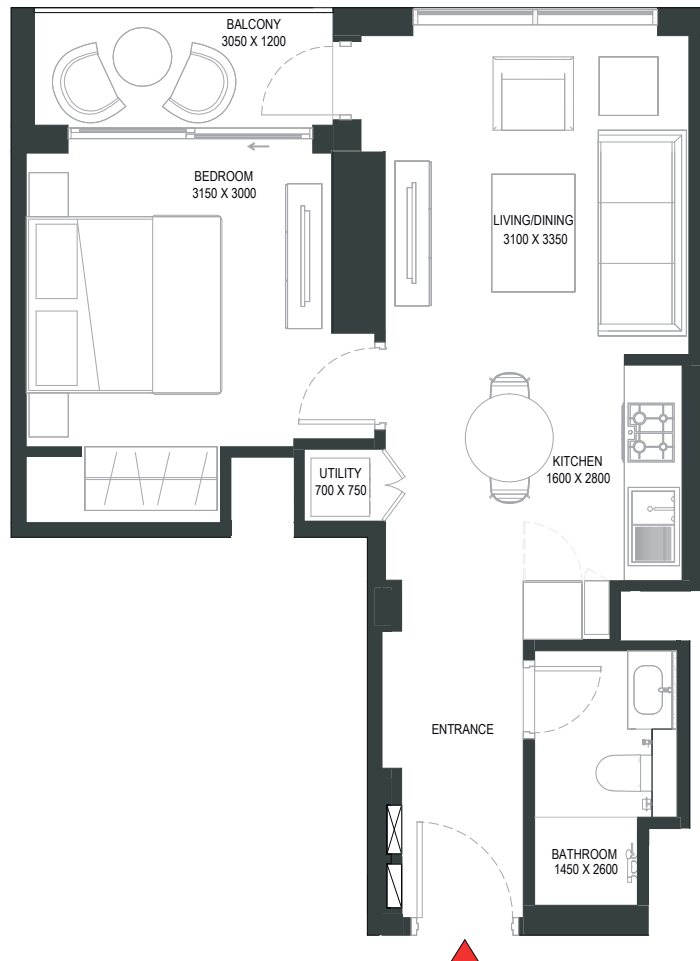 BALCONY
3050 X 1200
BEDROOM
3150 X 3000
LIVING/DINING
3100 X 3350
UTILITY
700 X 750
KITCHEN
1600 X 2800
ENTRANCE
BATHROOM
1450 X 2600